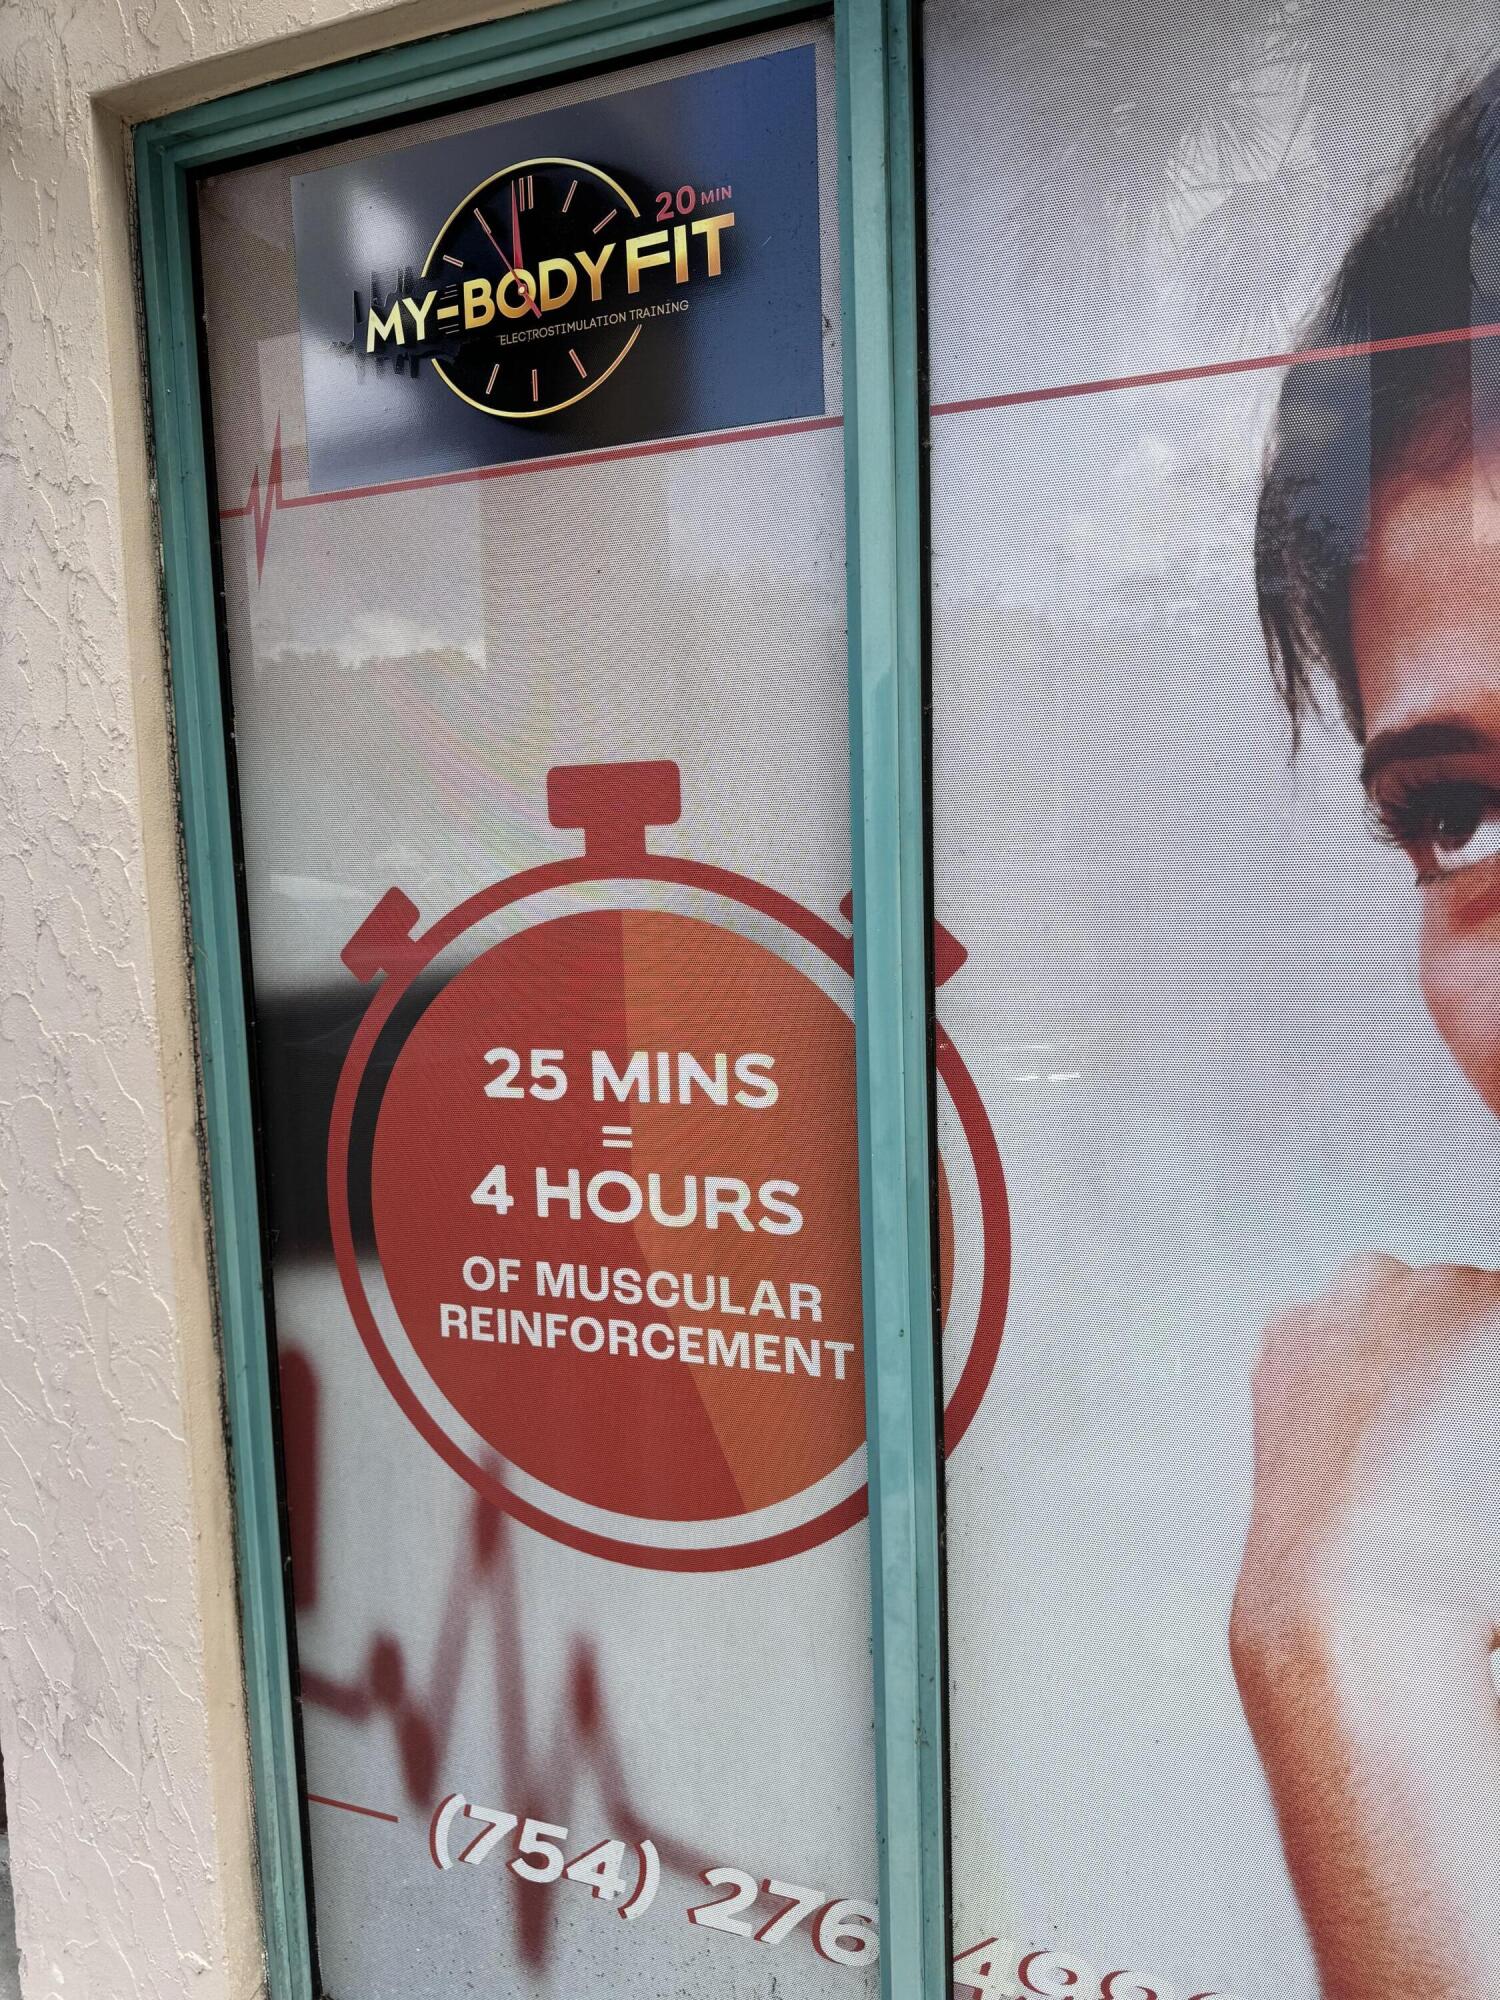 20 MIN
MY-BODY FIT
ELECTROSTIMULATION TRAINING
25 MINS
=
4 HOURS
OF MUSCULAR
REINFORCEMENT
(754) 276